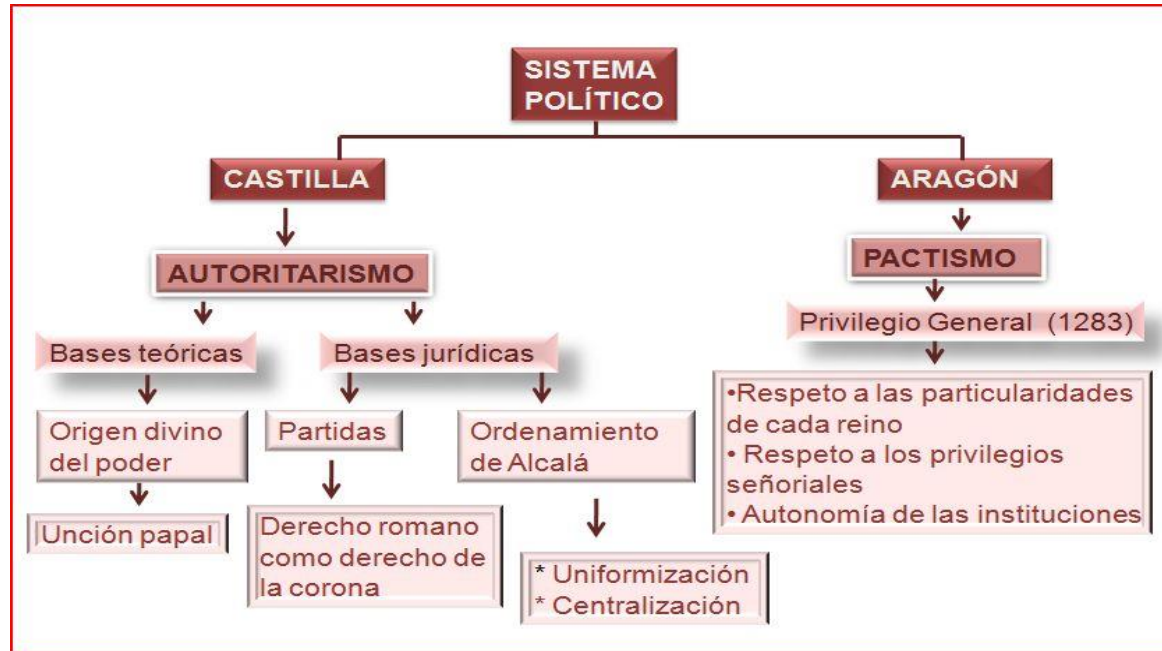 SISTEMA
POLÍTICO
CASTILLA
ARAGÓN
AUTORITARISMO
PACTISMO
Bases teóricas
Bases jurídicas
Privilegio General (1283)
Origen divino
del poder
Partidas
Ordenamiento
de Alcalá
•Respeto a las particularidades
de cada reino
• Respeto a los privilegios
señoriales
• Autonomía de las instituciones
Unción papal
Derecho romano
como derecho de
la corona
* Uniformización
* Centralización